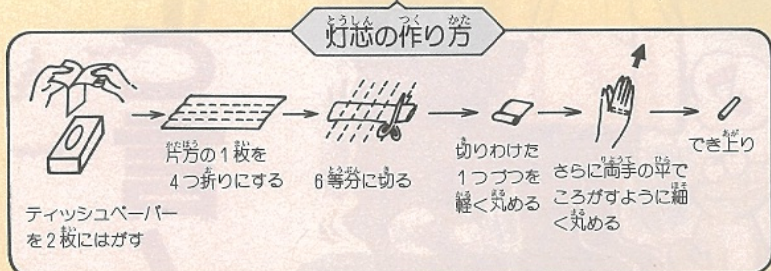 灯芯の作り方
ティッシュペーパー
を2枚にはがす
片方の1枚を
4つ折りにする
6等分に切る
切りわけた
1つづつを
軽く丸める
さらに両手の平で
ころがすように細
く丸める
でき上り